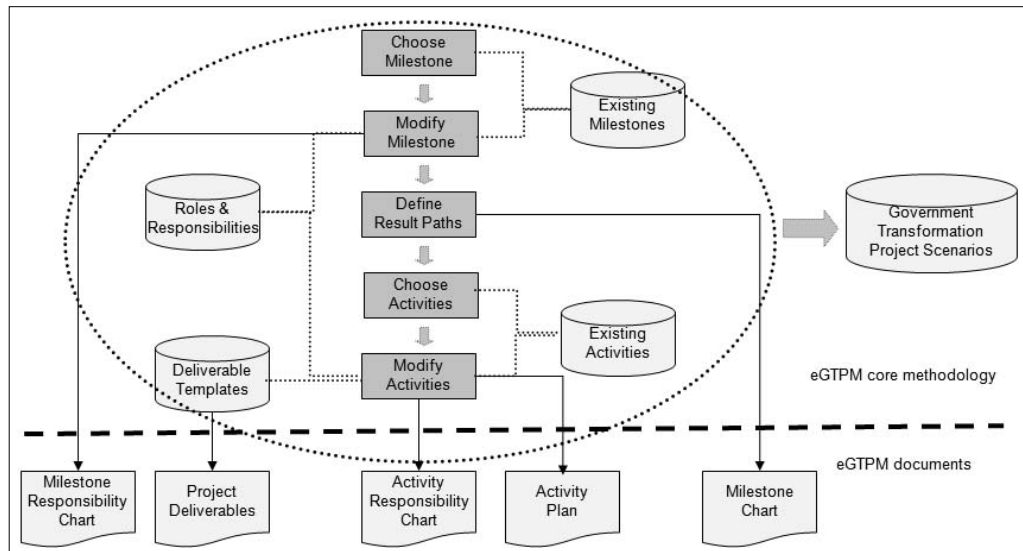 Choose
Milestone
Existing
Milestones
Modify
Milestone
Roles &
Responsibilities
Define
Result Paths
Government
Transformation
Project Scenarios
Choose
Activities
Existing
Activities
Deliverable
Templates
Modify
Activities
eGTPM core methodology
eGTPM documents
Milestone
Responsibility
Chart
Project
Deliverables
Activity
Responsibility
Chart
Activity
Plan
Milestone
Chart